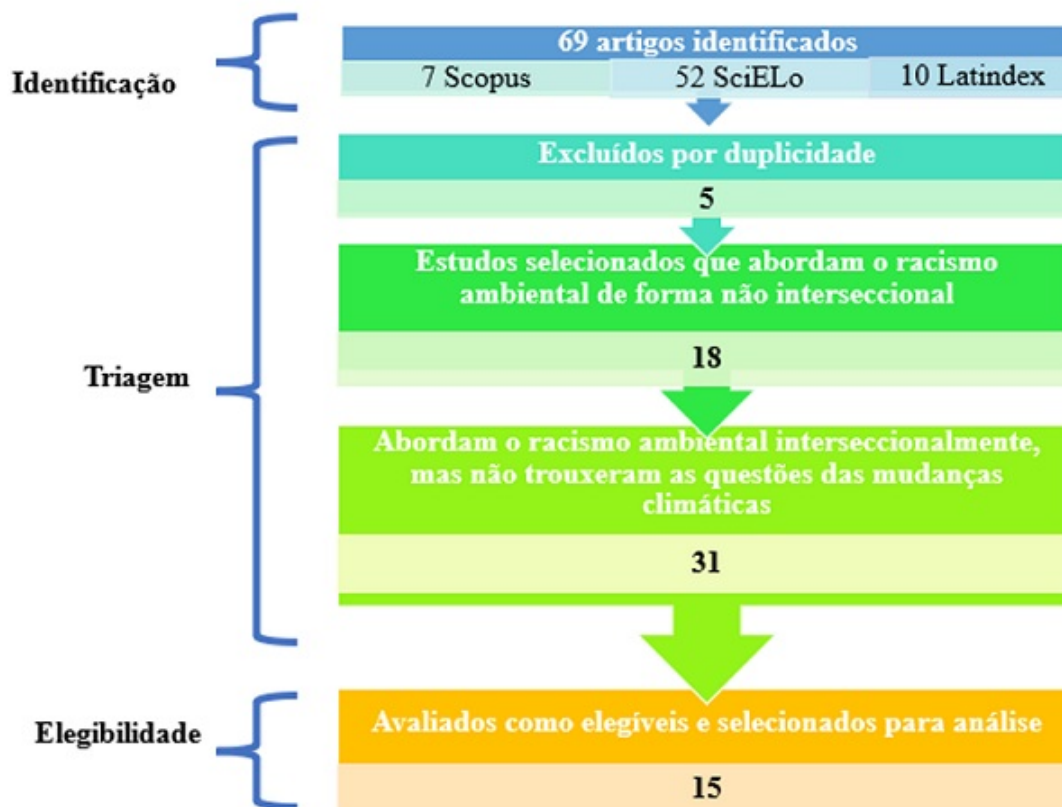 Identificação
69 artigos identificados
7 Scopus
52 SciELo
10 Latindex
Triagem
Excluídos por duplicidade
5
Estudos selecionados que abordam o racismo
ambiental de forma não interseccional
18
Abordam o racismo ambiental interseccionalmente,
mas não trouxeram as questões das mudanças
climáticas
31
Elegibilidade
Avaliados como elegíveis e selecionados para análise
15